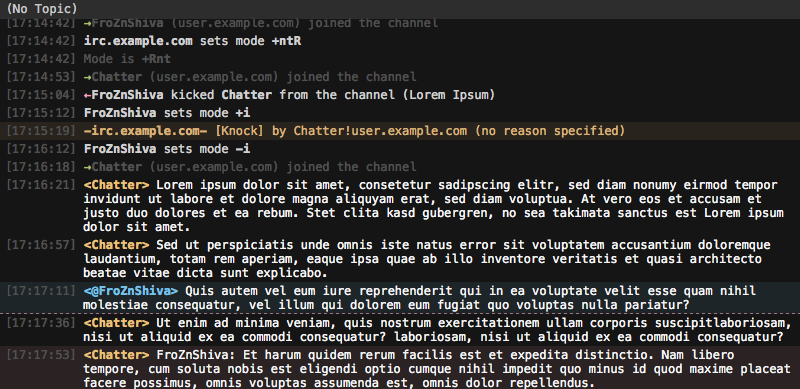 (No Topic)
[17:14:42] →FroZnShiva (user.example.com) joined the channel
[17:14:42] irc.example.com sets mode +ntR
[17:14:42] Mode is +Rnt
[17:14:53] →Chatter (user.example.com) joined the channel
[17:15:04] ←FroZnShiva kicked Chatter from the channel (Lorem Ipsum)
[17:15:12] FroZnShiva sets mode +i
[17:15:19] -irc.example.com- [Knock] by Chatter!user.example.com (no reason specified)
[17:16:12] FroZnShiva sets mode -i
[17:16:18] →Chatter (user.example.com) joined the channel
[17:16:21] <Chatter> Lorem ipsum dolor sit amet, consetetur sadipscing elitr, sed diam nonumy eirmod tempor
invidunt ut labore et dolore magna aliquyam erat, sed diam voluptua. At vero eos et accusam et
justo duo dolores et ea rebum. Stet clita kasd gubergren, no sea takimata sanctus est Lorem ipsum
dolor sit amet.
[17:16:57] <Chatter> Sed ut perspiciatis unde omnis iste natus error sit voluptatem accusantium doloremque
laudantium, totam rem aperiam, eaque ipsa quae ab illo inventore veritatis et quasi architecto
beatae vitae dicta sunt explicabo.
[17:17:11] <@FroZnShiva> Quis autem vel eum iure reprehenderit qui in ea voluptate velit esse quam nihil
molestiae consequatur, vel illum qui dolorem eum fugiat quo voluptas nulla pariatur?
[17:17:36] <Chatter> Ut enim ad minima veniam, quis nostrum exercitationem ullam corporis suscipitlaboriosam,
nisi ut aliquid ex ea commodi consequatur? laboriosam, nisi ut aliquid ex ea commodi consequatur?
[17:17:53] <Chatter> FroZnShiva: Et harum quidem rerum facilis est et expedita distinctio. Nam libero
tempore, cum soluta nobis est eligendi optio cumque nihil impedit quo minus id quod maxime placeat
facere possimus, omnis voluptas assumenda est, omnis dolor repellendus.